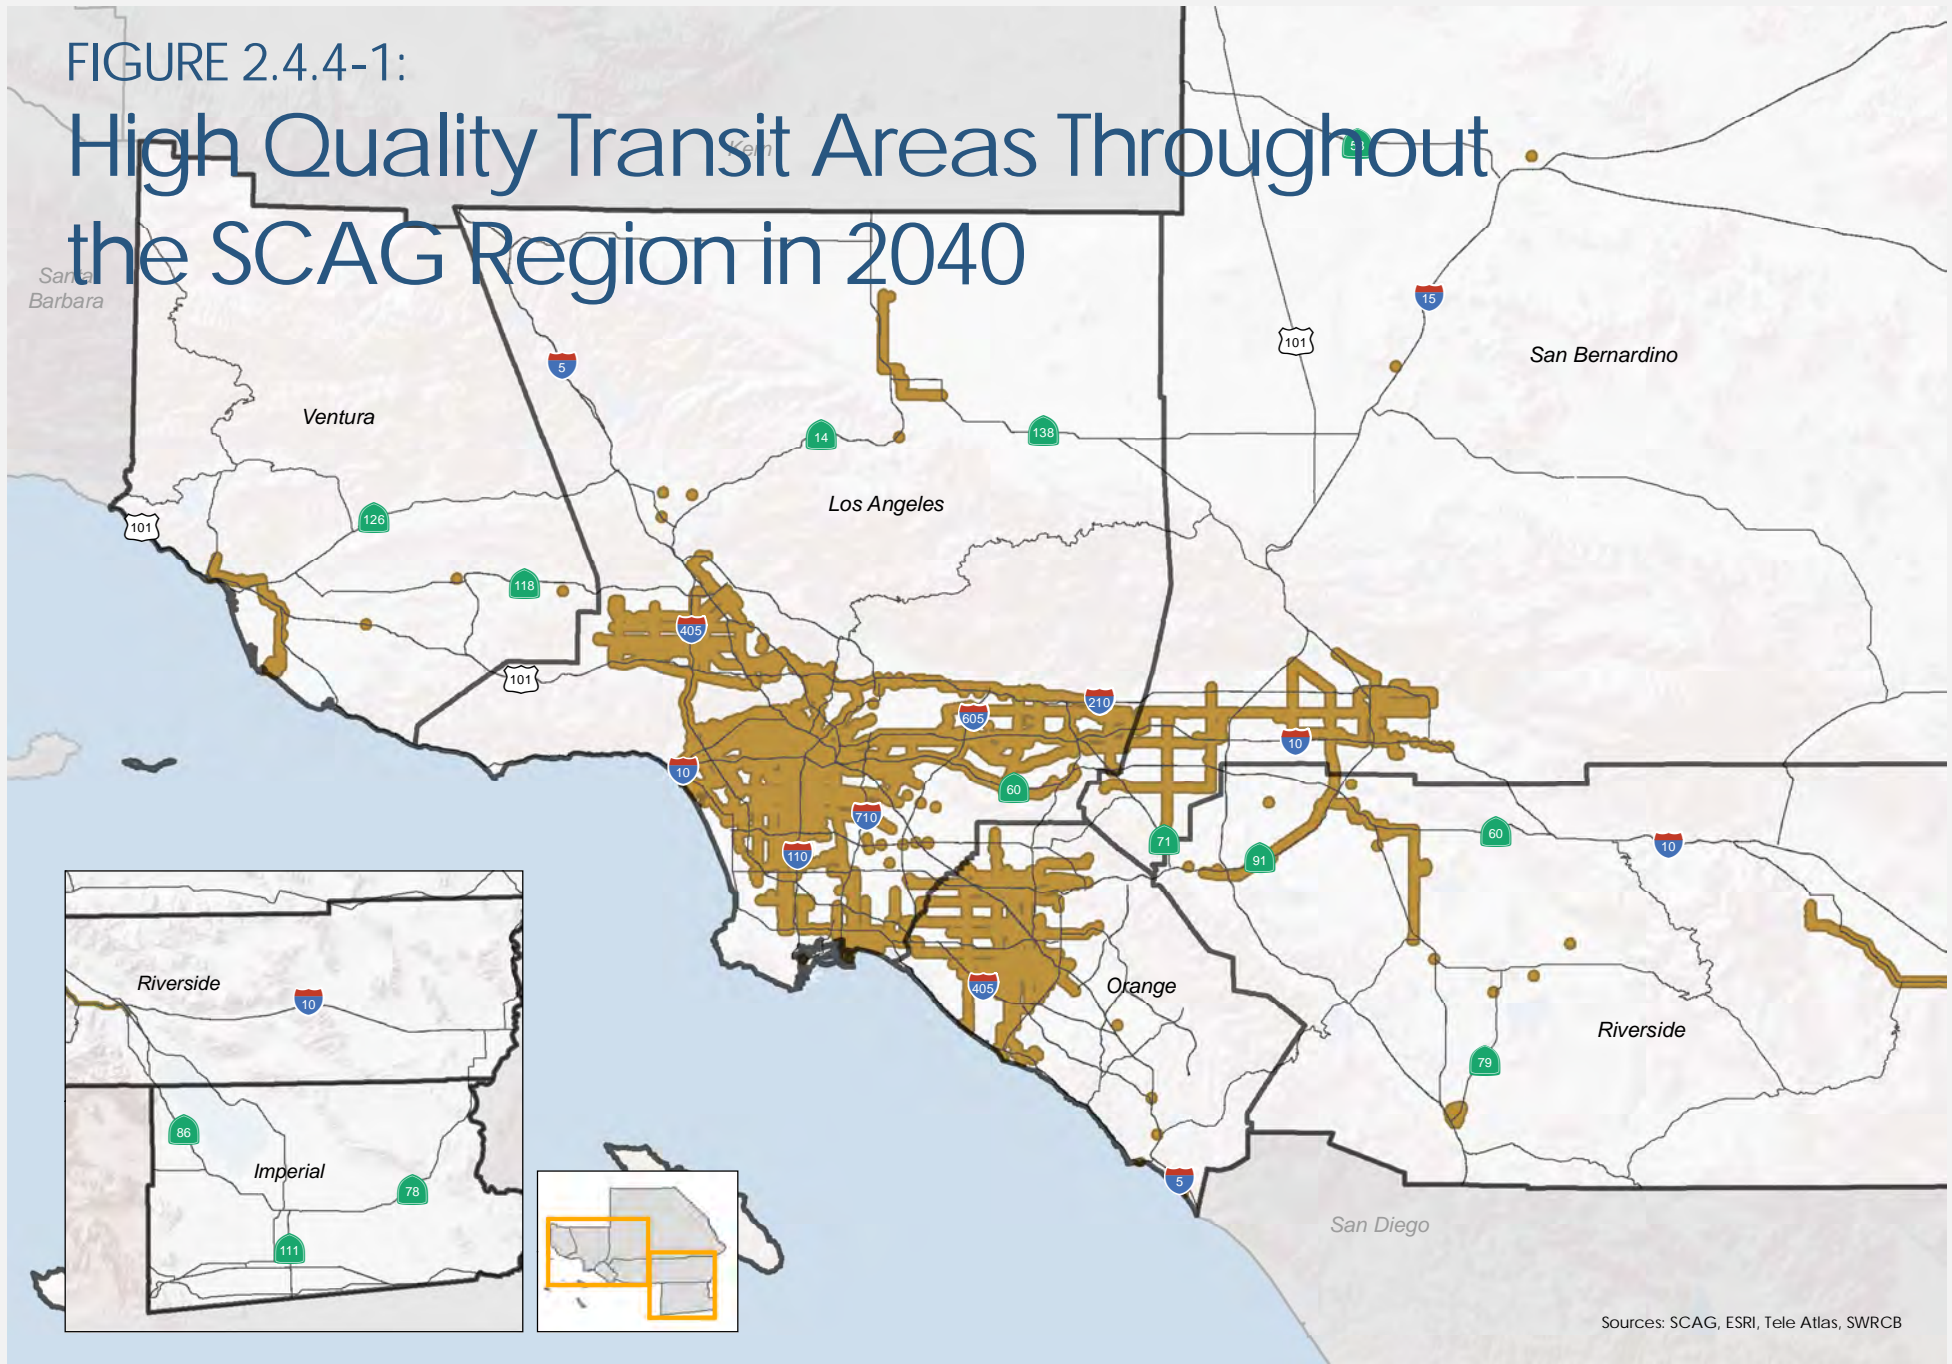 FIGURE 2.4.4-1:
High Quality Transit Areas Throughout
the SCAG Region in 2040
Kern
58
Santa
Barbara
15
101
San Bernardino
5
Ventura
14
138
Los Angeles
126
101
118
405
101
210
605
10
10
60
710
110
71
91
60
10
405
Orange
Riverside
79
5
San Diego
Riverside
10
86
Imperial
78
111
Sources: SCAG, ESRI, Tele Atlas, SWRCB